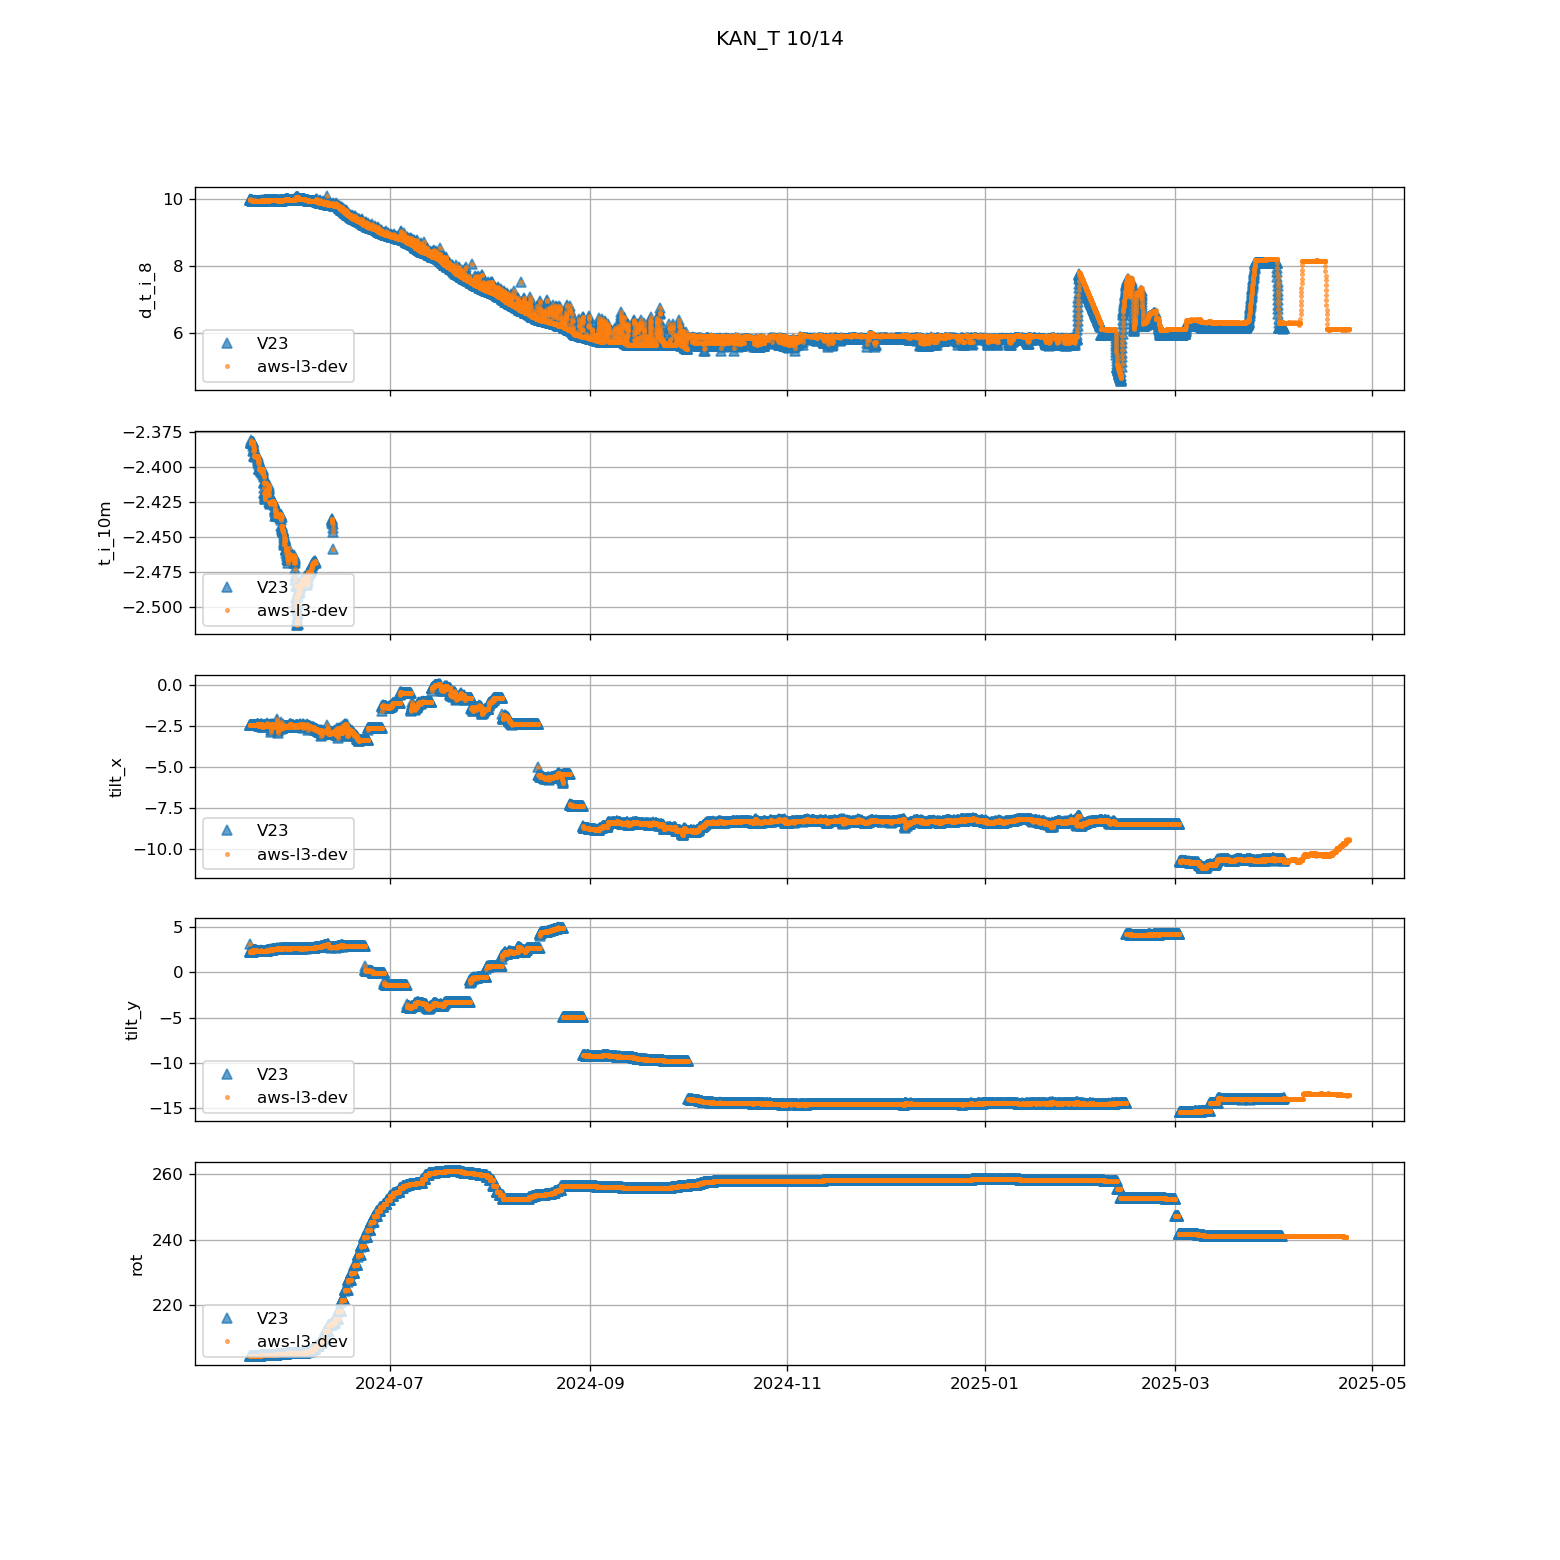 KAN_T 10/14
10
8
6
d_t_i_8
V23
aws-l3-dev
−2.375
−2.400
−2.425
−2.450
−2.475
−2.500
t_i_10m
V23
aws-l3-dev
0.0
−2.5
−5.0
−7.5
−10.0
tilt_x
V23
aws-l3-dev
5
0
−5
−10
−15
tilt_y
V23
aws-l3-dev
260
240
220
rot
V23
aws-l3-dev
2024-07 2024-09 2024-11 2025-01 2025-03 2025-05